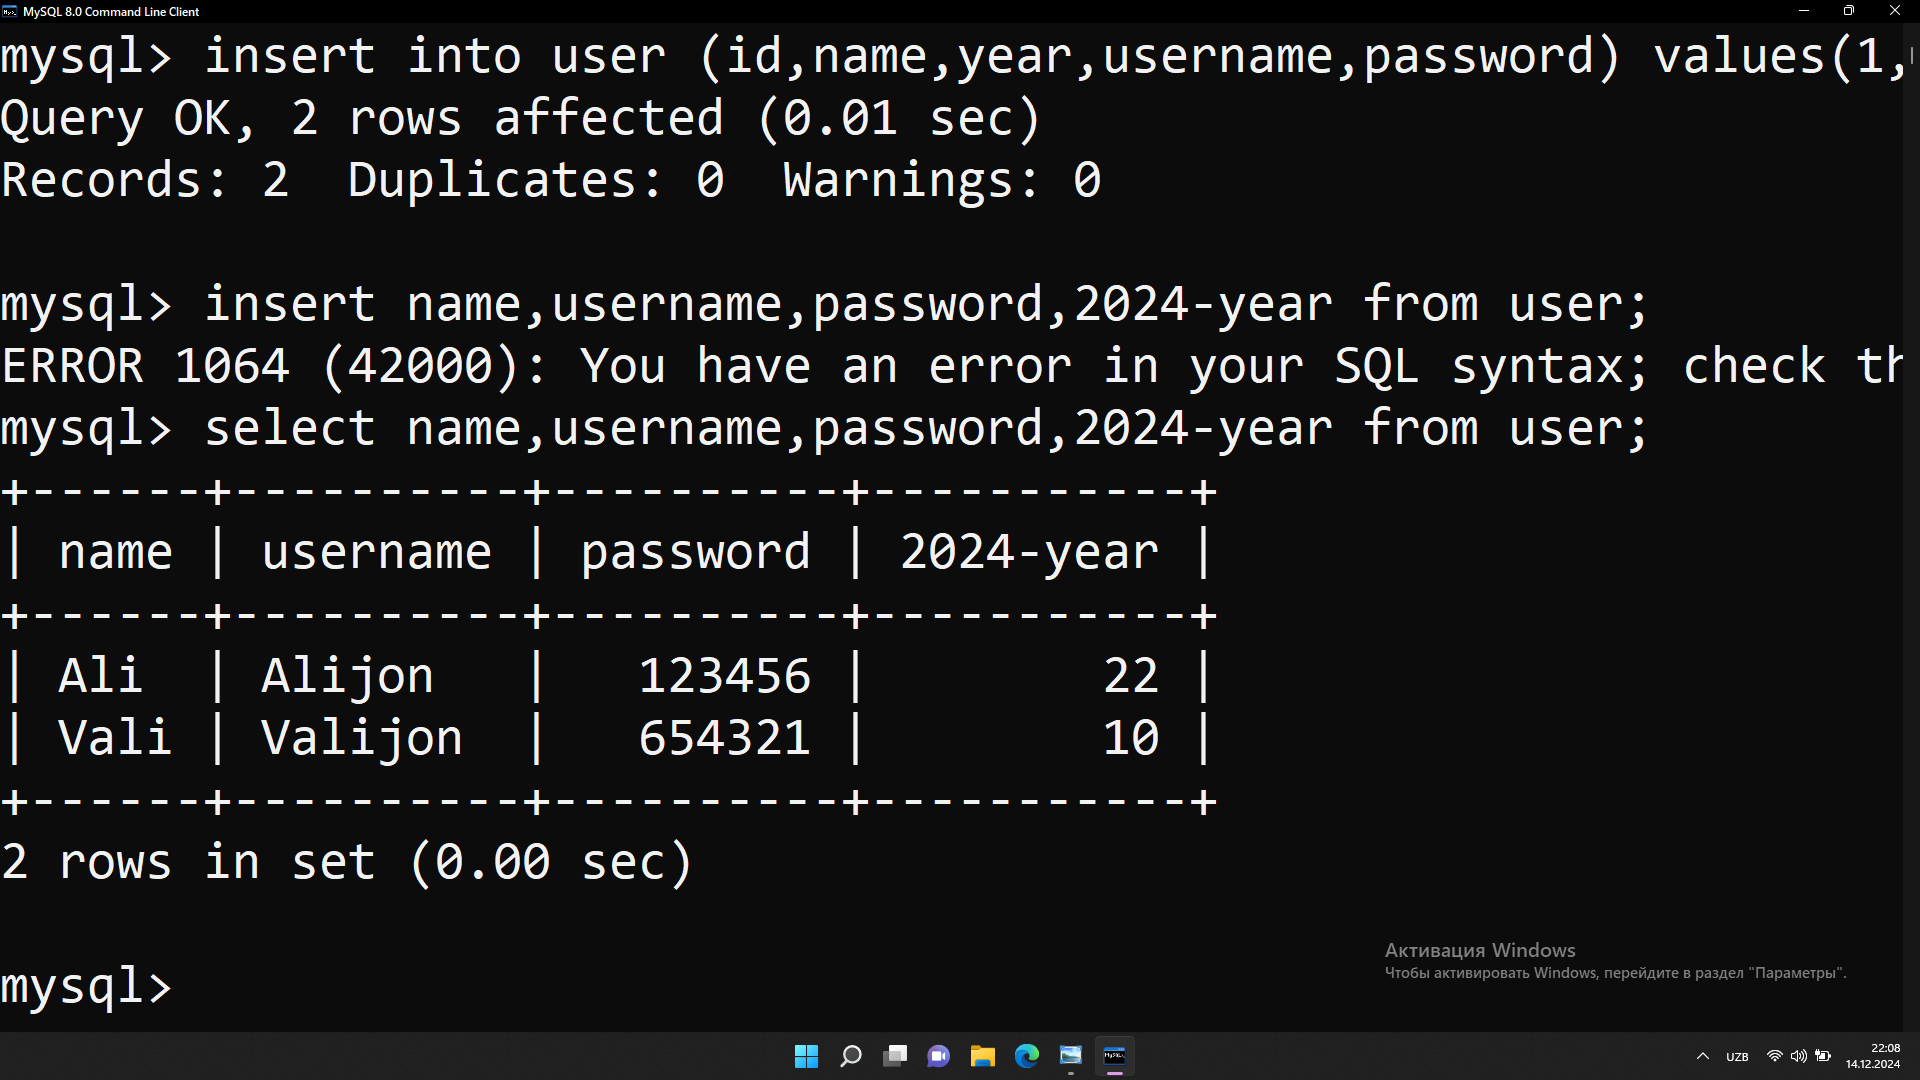 MySQL 8.0 Command Line Client
mysql> insert into user (id,name,year,username,password) values(1,
Query OK, 2 rows affected (0.01 sec)
Records: 2  Duplicates: 0  Warnings: 0
mysql> insert name,username,password,2024-year from user;
ERROR 1064 (42000): You have an error in your SQL syntax; check th
mysql> select name,username,password,2024-year from user;
+------+----------+----------+-----------+
| name | username | password | 2024-year |
+------+----------+----------+-----------+
| Ali  | Alijon   |   123456 |        22 |
| Vali | Valijon  |   654321 |        10 |
+------+----------+----------+-----------+
2 rows in set (0.00 sec)
mysql>
Активация Windows
Чтобы активировать Windows, перейдите в раздел "Параметры".
UZB
22:08
14.12.2024